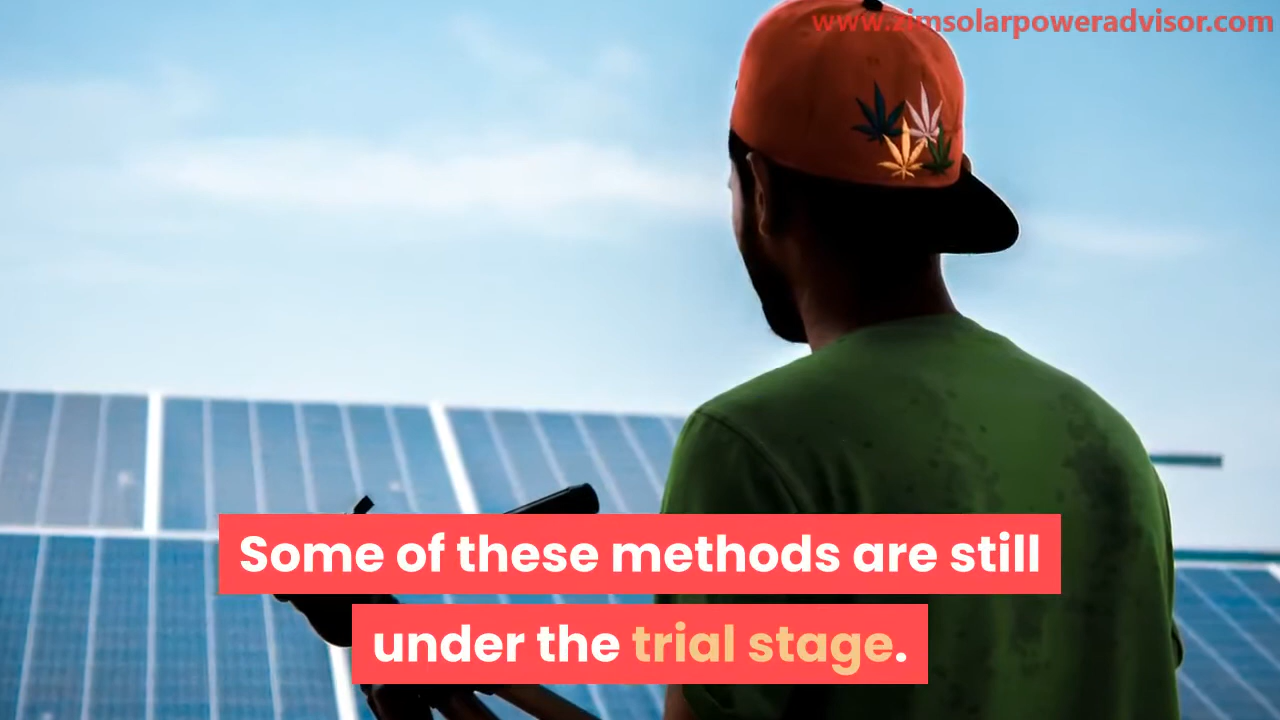 www.zimsolarpoweradvisor.com
Some of these methods are still
under the trial stage.